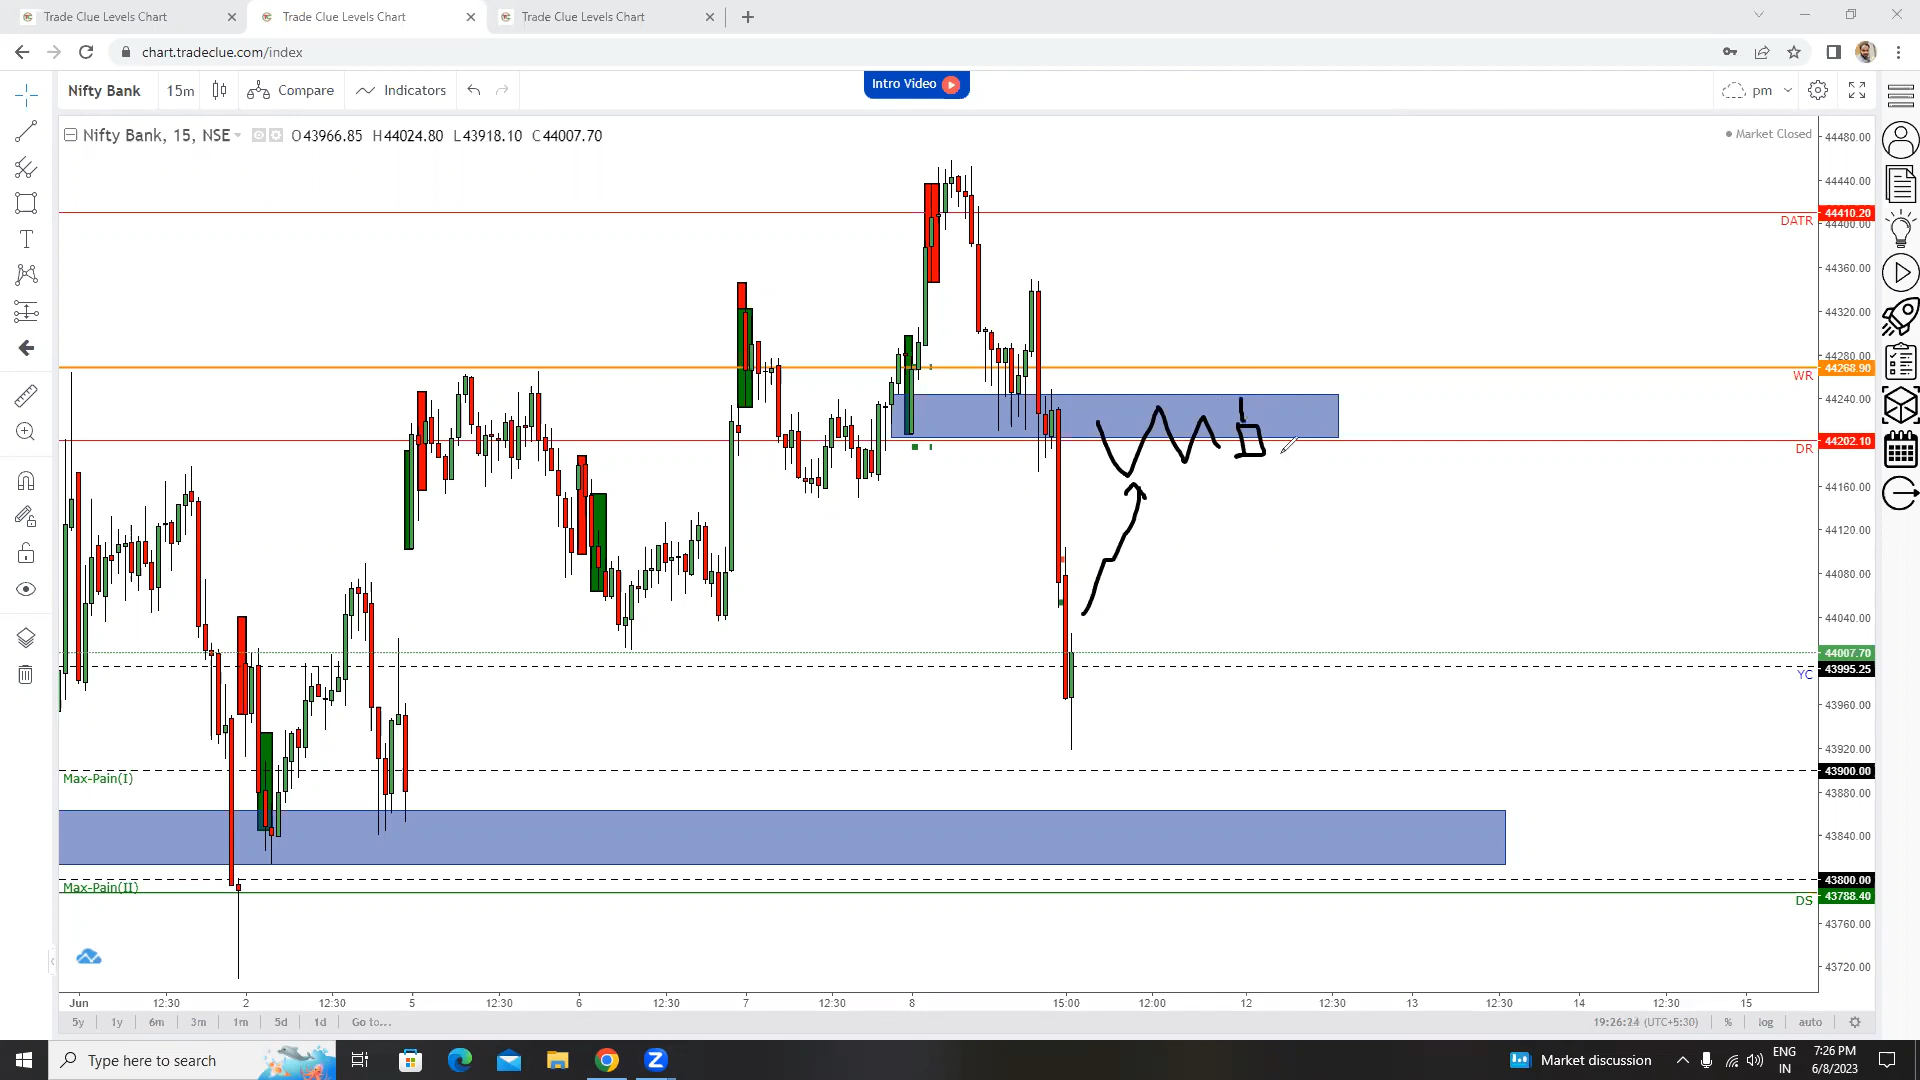 Trade Clue Levels Chart
Trade Clue Levels Chart
Trade Clue Levels Chart
chart.tradeclue.com/index
Nifty Bank 15m Compare Indicators
Intro Video
pm
Nifty Bank, 15, NSE O43966.85 H44024.80 L43918.10 C44007.70
Market Closed
44480.00
44440.00
44410.20
DATR
44400.00
44360.00
44320.00
44280.00
44268.90
WR
44240.00
44202.10
DR
44160.00
44120.00
44080.00
44040.00
44007.70
43995.25
YC
43960.00
43920.00
43900.00
Max-Pain(I)
43880.00
43840.00
43800.00
Max-Pain(II)
43788.40
DS
43760.00
43720.00
Jun 12:30 2 12:30 5 12:30 6 12:30 7 12:30 8 15:00 12:00 12 12:30 13 12:30 14 12:30 15
5y 1y 6m 3m 1m 5d 1d Go to... 19:26:24 (UTC+5:30) % log auto
Type here to search
Market discussion
ENG
IN
7:26 PM
6/8/2023